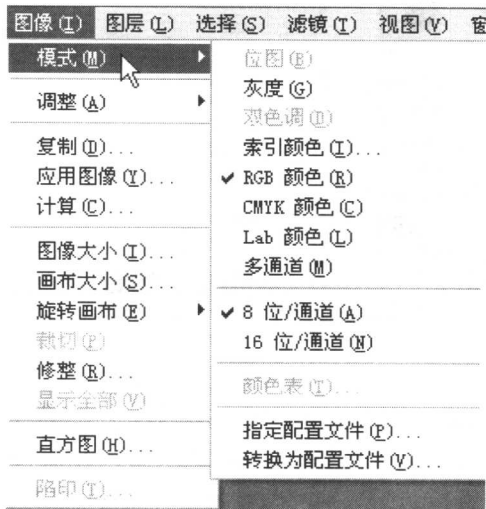 图像(I) 图层(L) 选择(S) 滤镜(T) 视图(V) 窗
模式(M)
调整(A)
复制(D)...
应用图像(Y)...
计算(C)...
图像大小(I)...
画布大小(S)...
旋转画布(E)
裁切(P)
修整(R)...
显示全部(V)
直方图(H)...
陷印(T)...
位图(B)
灰度(G)
双色调(D)
索引颜色(I)...
✓ RGB 颜色(R)
CMYK 颜色(C)
Lab 颜色(L)
多通道(M)
✓ 8 位/通道(A)
16 位/通道(N)
颜色表(T)...
指定配置文件(P)...
转换为配置文件(V)...